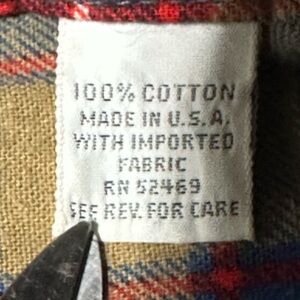 100% COTTON
MADE IN U.S.A.
WITH IMPORTED
FABRIC
RN 52469
SEE REV. FOR CARE